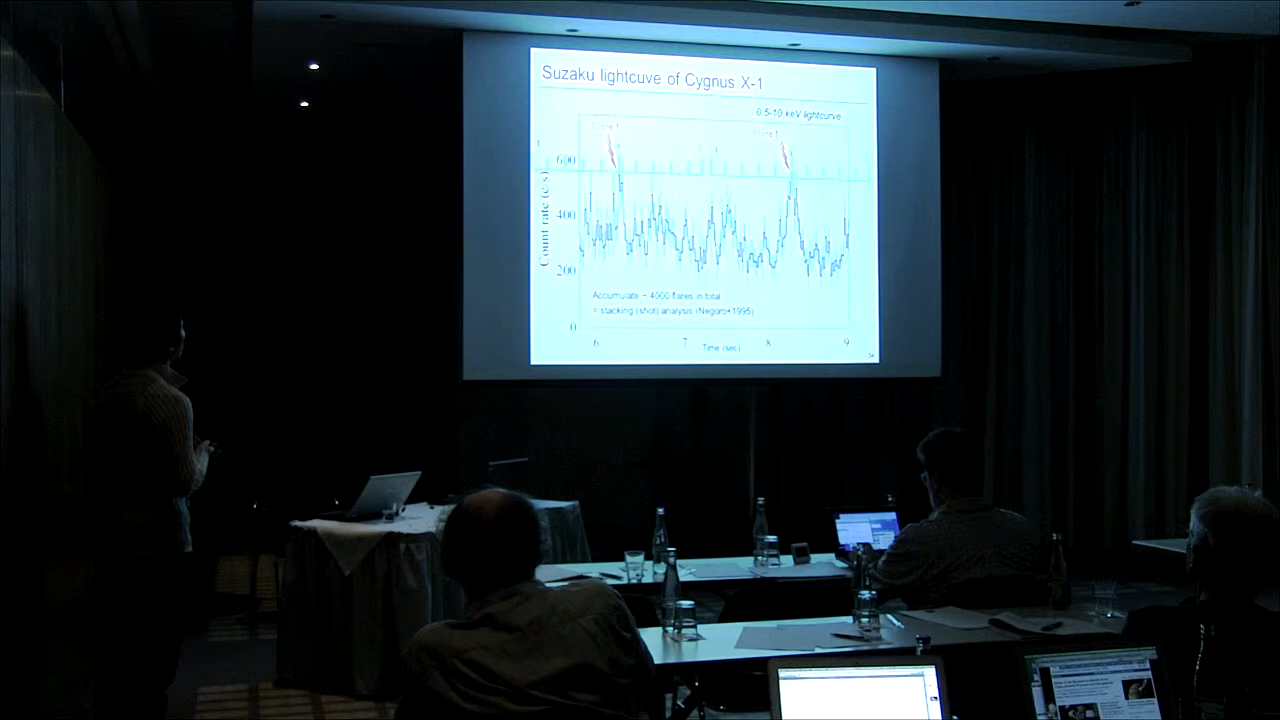 Suzaku lightcuve of Cygnus X-1
0.5-10 keV lightcurve
600
400
200
0
Count rate (c/s)
Accumulate ~ 4000 flares in total
= stacking (shot) analysis (Negoro+1995)
6 7 8 9
Time (sec)